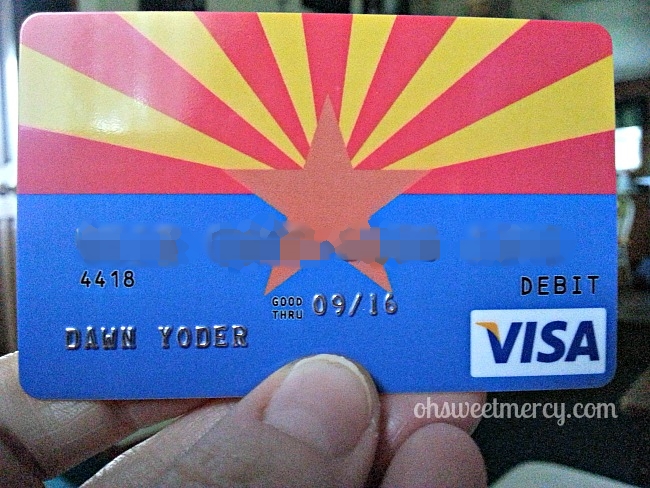 4418
DEBIT
GOOD THRU 09/16
DAWN YODER
VISA
ohsweetmercy.com